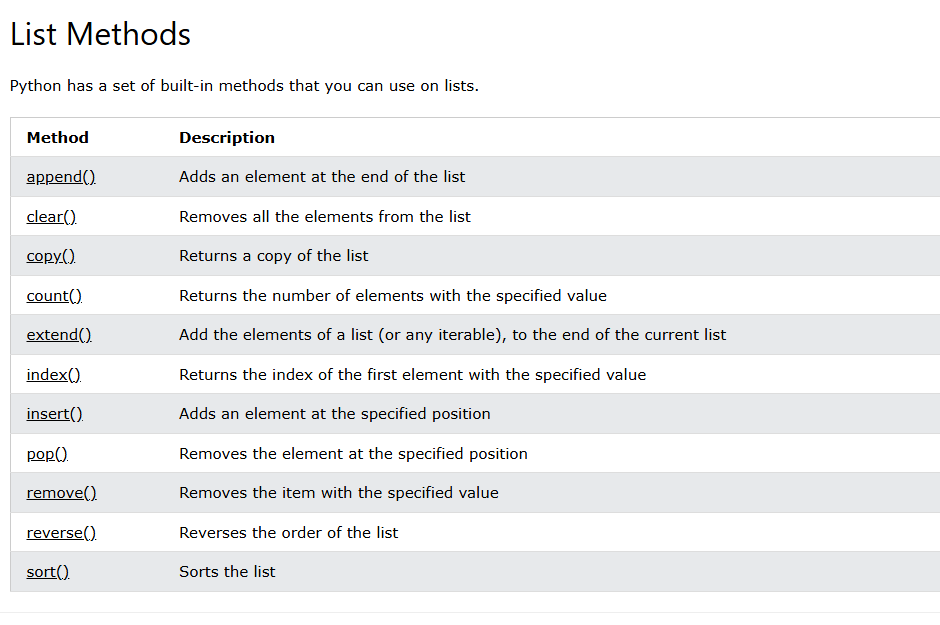 List Methods
Python has a set of built-in methods that you can use on lists.
Method Description
append() Adds an element at the end of the list
clear() Removes all the elements from the list
copy() Returns a copy of the list
count() Returns the number of elements with the specified value
extend() Add the elements of a list (or any iterable), to the end of the current list
index() Returns the index of the first element with the specified value
insert() Adds an element at the specified position
pop() Removes the element at the specified position
remove() Removes the item with the specified value
reverse() Reverses the order of the list
sort() Sorts the list